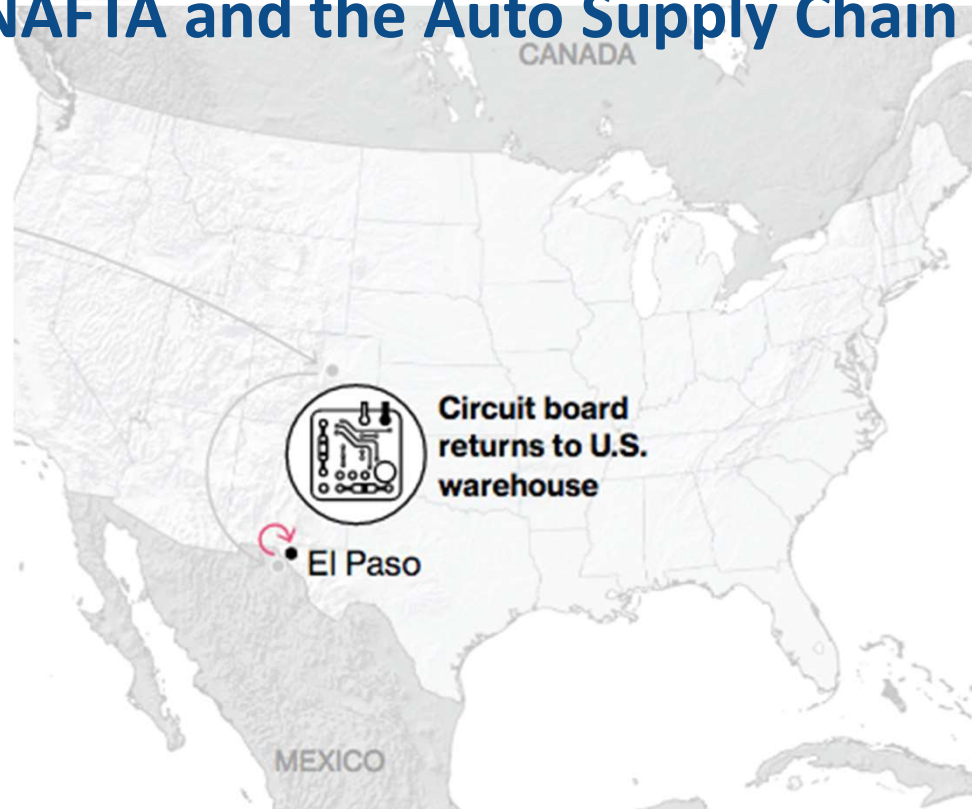 NAFTA and the Auto Supply Chain
CANADA
Circuit board
returns to U.S.
warehouse
El Paso
MEXICO